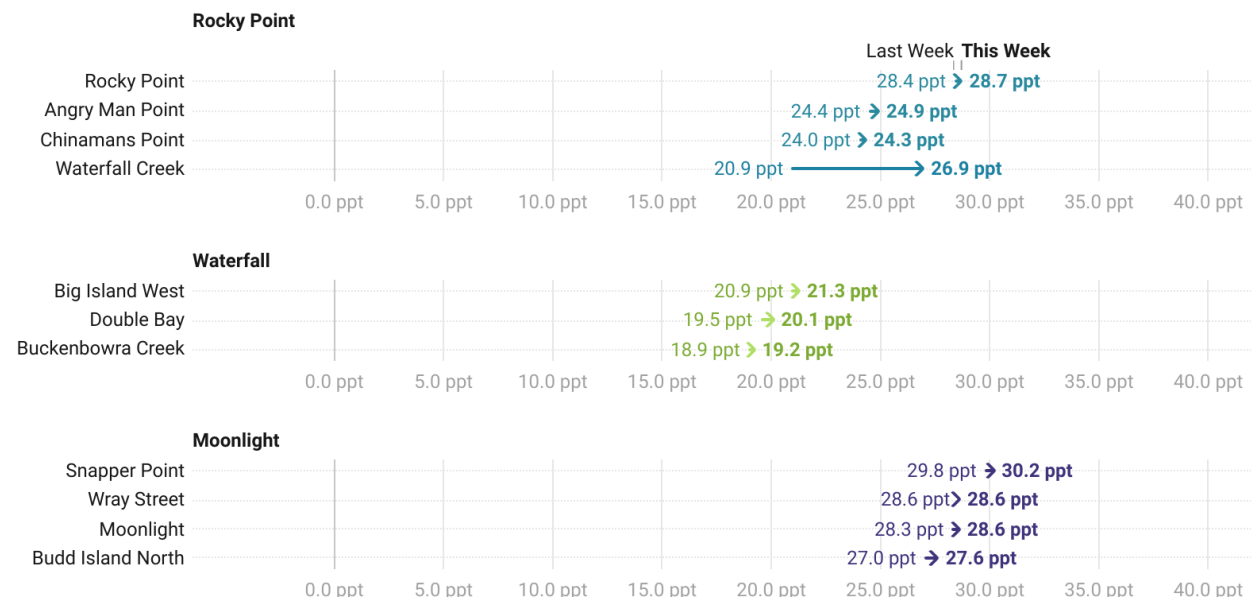 Rocky Point
Last Week This Week
Rocky Point 28.4 ppt 28.7 ppt
Angry Man Point 24.4 ppt 24.9 ppt
Chinamans Point 24.0 ppt 24.3 ppt
Waterfall Creek 20.9 ppt 26.9 ppt
0.0 ppt 5.0 ppt 10.0 ppt 15.0 ppt 20.0 ppt 25.0 ppt 30.0 ppt 35.0 ppt 40.0 ppt
Waterfall
Big Island West 20.9 ppt 21.3 ppt
Double Bay 19.5 ppt 20.1 ppt
Buckenbowra Creek 18.9 ppt 19.2 ppt
0.0 ppt 5.0 ppt 10.0 ppt 15.0 ppt 20.0 ppt 25.0 ppt 30.0 ppt 35.0 ppt 40.0 ppt
Moonlight
Snapper Point 29.8 ppt 30.2 ppt
Wray Street 28.6 ppt 28.6 ppt
Moonlight 28.3 ppt 28.6 ppt
Budd Island North 27.0 ppt 27.6 ppt
0.0 ppt 5.0 ppt 10.0 ppt 15.0 ppt 20.0 ppt 25.0 ppt 30.0 ppt 35.0 ppt 40.0 ppt